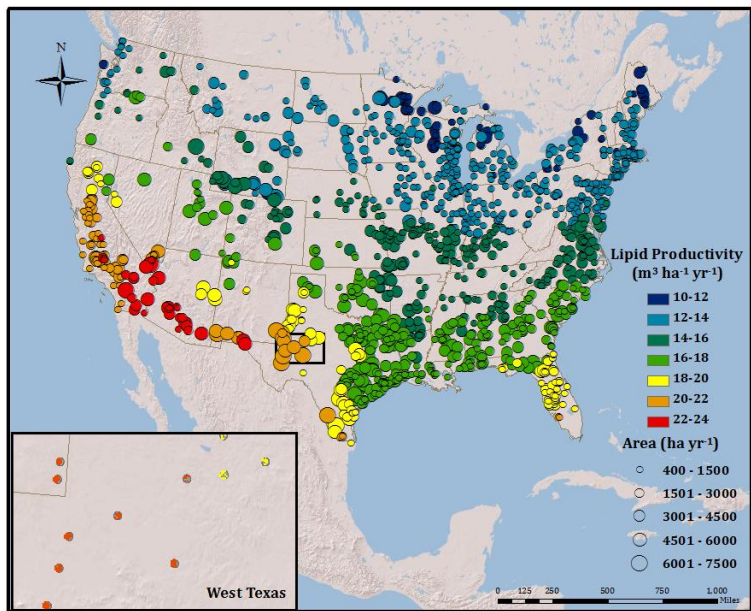 N
Lipid Productivity
(m³ ha⁻¹ yr⁻¹)
10-12
12-14
14-16
16-18
18-20
20-22
22-24
Area (ha yr⁻¹)
400 - 1500
1501 - 3000
3001 - 4500
4501 - 6000
6001 - 7500
West Texas
0 125 250 500 750 1,000
Miles